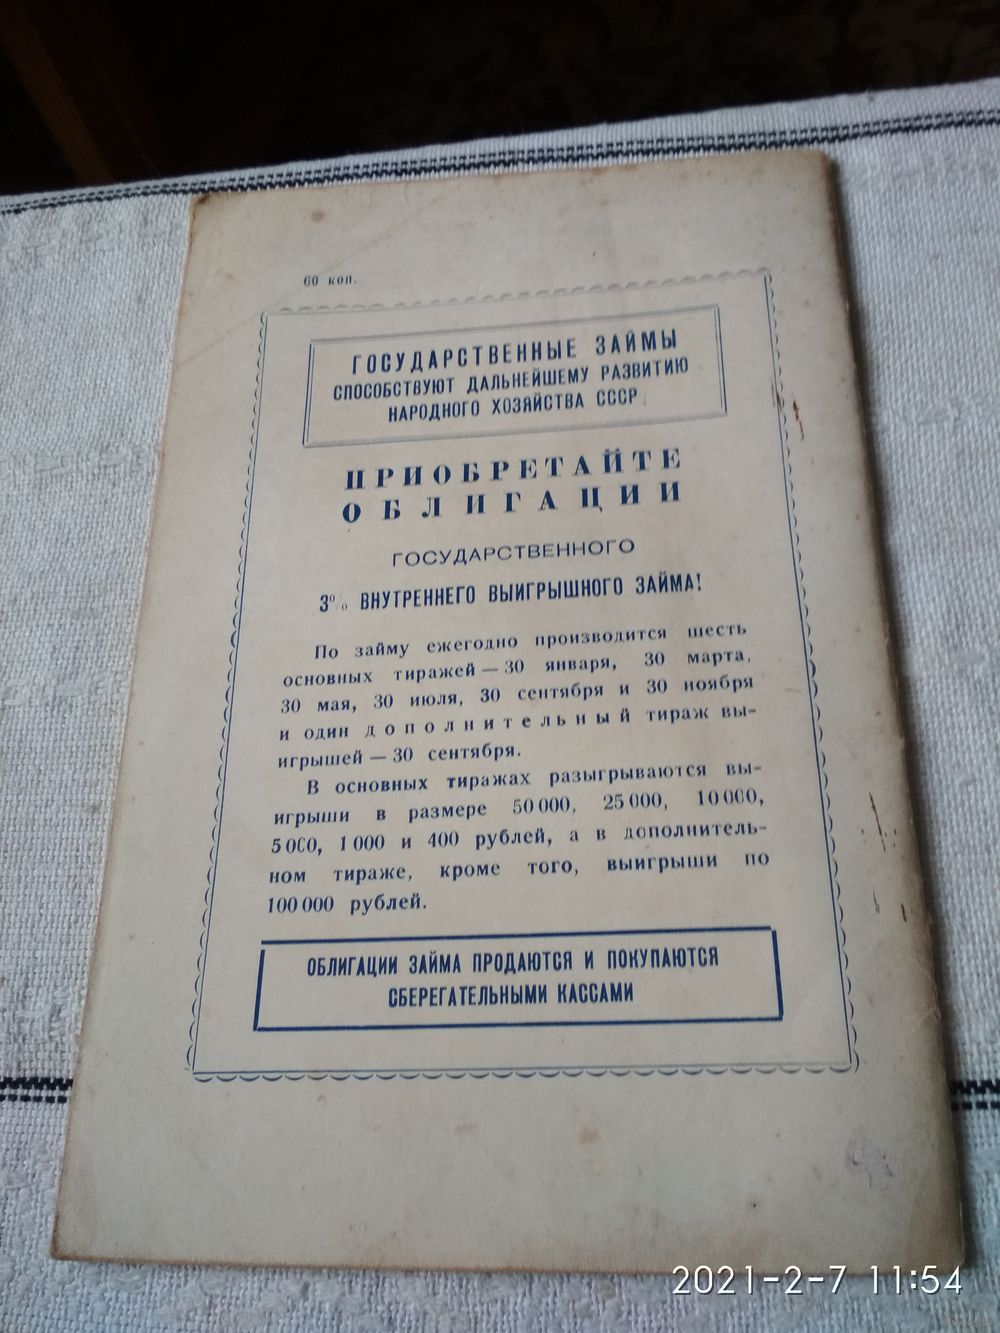 60 коп.
ГОСУДАРСТВЕННЫЕ ЗАЙМЫ
СПОСОБСТВУЮТ ДАЛЬНЕЙШЕМУ РАЗВИТИЮ
НАРОДНОГО ХОЗЯЙСТВА СССР
ПРИОБРЕТАЙТЕ
ОБЛИГАЦИИ
ГОСУДАРСТВЕННОГО
3% ВНУТРЕННЕГО ВЫИГРЫШНОГО ЗАЙМА!
По займу ежегодно производится шесть
основных тиражей — 30 января, 30 марта,
30 мая, 30 июля, 30 сентября и 30 ноября
и один дополнительный тираж вы-
игрышей — 30 сентября.
В основных тиражах разыгрываются вы-
игрыши в размере 50 000, 25 000, 10 000,
5 000, 1 000 и 400 рублей, а в дополнитель-
ном тираже, кроме того, выигрыши по
100 000 рублей.
ОБЛИГАЦИИ ЗАЙМА ПРОДАЮТСЯ И ПОКУПАЮТСЯ
СБЕРЕГАТЕЛЬНЫМИ КАССАМИ
2021-2-7 11:54